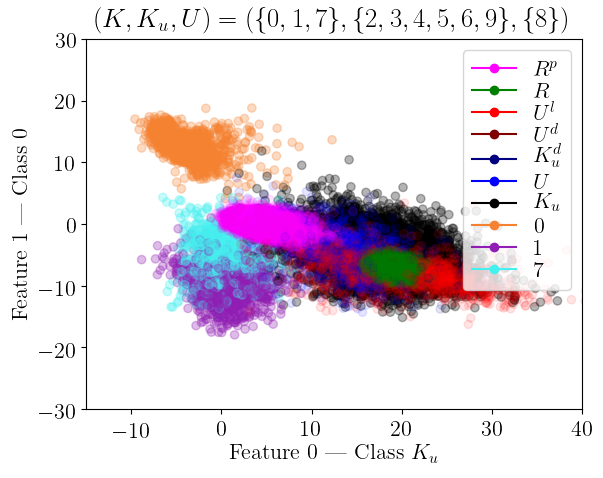 (K, K_u, U) = ({0, 1, 7}, {2, 3, 4, 5, 6, 9}, {8})
30
20
10
0
−10
−20
−30
Feature 1 — Class 0
R^p
R
U^l
U^d
K_u^d
U
K_u
0
1
7
−10
0
10
20
30
40
Feature 0 — Class K_u